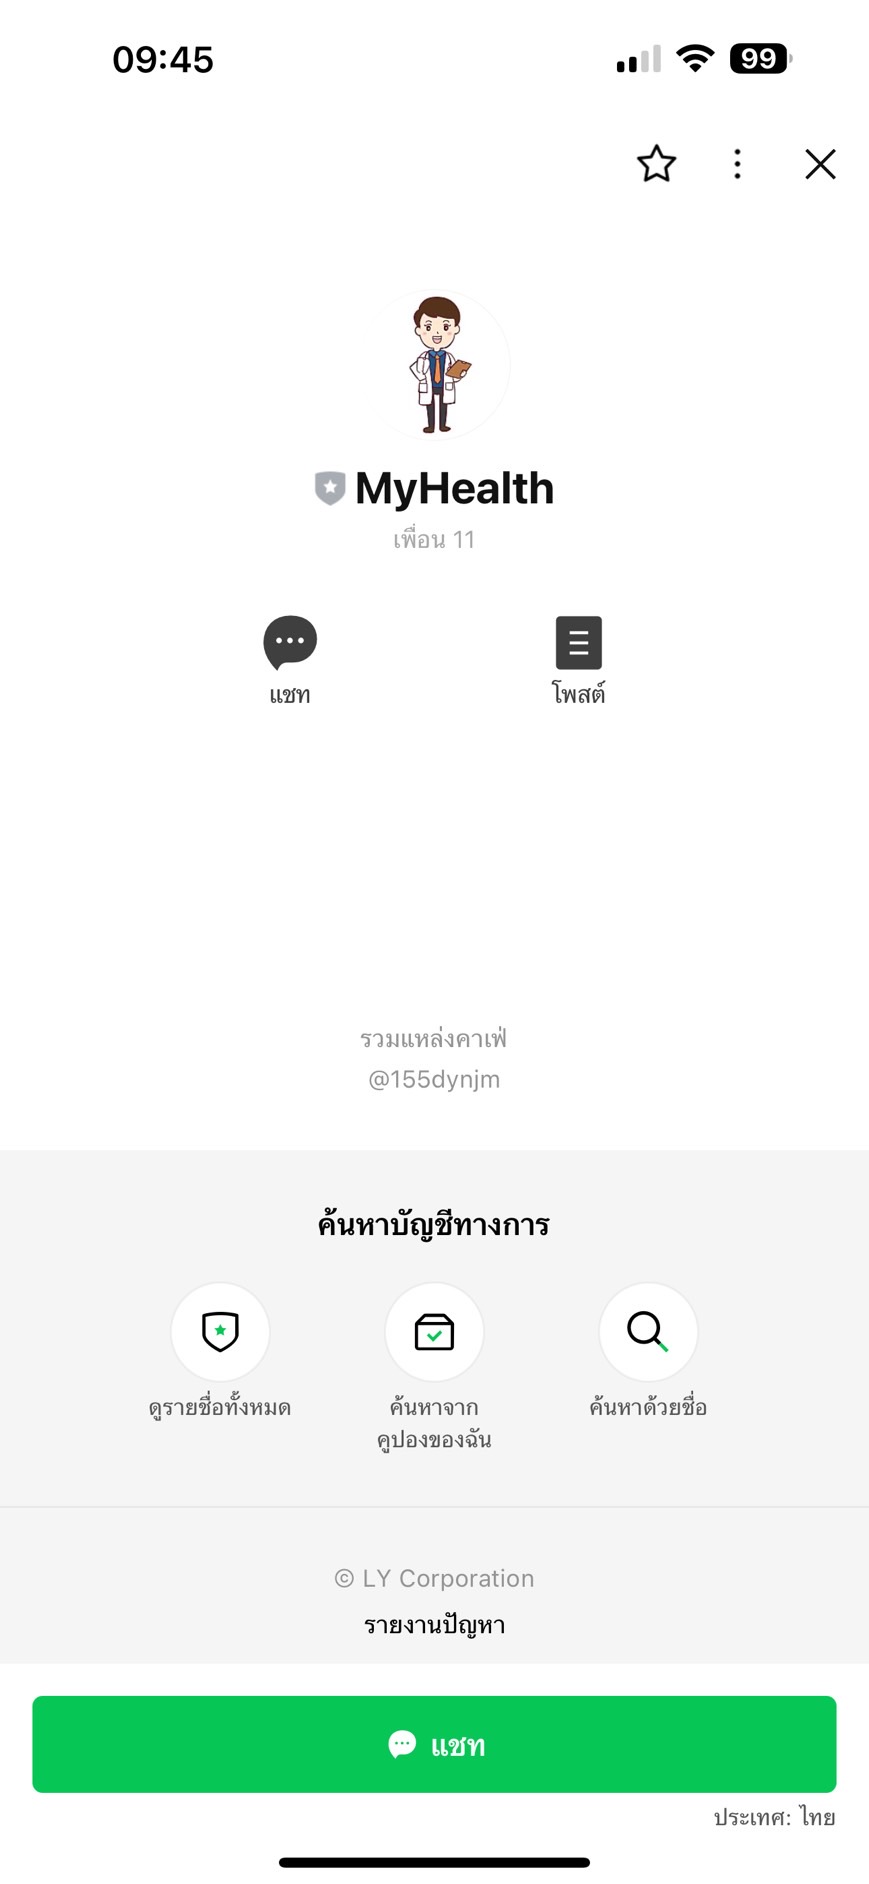 09:45
99
MyHealth
เพื่อน 11
แชท
โพสต์
รวมแหล่งคาเฟ่
@155dynjm
ค้นหาบัญชีทางการ
ดูรายชื่อทั้งหมด
ค้นหาจาก
คูปองของฉัน
ค้นหาด้วยชื่อ
© LY Corporation
รายงานปัญหา
แชท
ประเทศ: ไทย